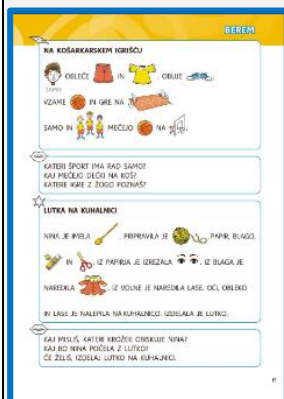 BEREM
NA KOŠARKARSKEM IGRIŠČU
OBLEČE IN OBUJE
SAMO
VZAME IN GRE NA
SAMO IN MEČEJO NA
KATERI ŠPORT IMA RAD SAMO?
KAJ MEČEJO DEČKI NA KOŠ?
KATERE IGRE Z ŽOGO POZNAŠ?
LUTKA NA KUHALNICI
NINA JE IMELA . PRIPRAVILA JE , PAPIR, BLAGO,
IN . IZ PAPIRJA JE IZREZALA , IZ BLAGA JE
NAREDILA . IZ VOLNE JE NAREDILA LASE. OČI, OBLEKO
IN LASE JE NALEPILA NA KUHALNICO. IZDELALA JE LUTKO.
KAJ MISLIŠ, KATERI KROŽEK OBISKUJE NINA?
KAJ BO NINA POČELA Z LUTKO?
ČE ŽELIŠ, IZDELAJ LUTKO NA KUHALNICI.